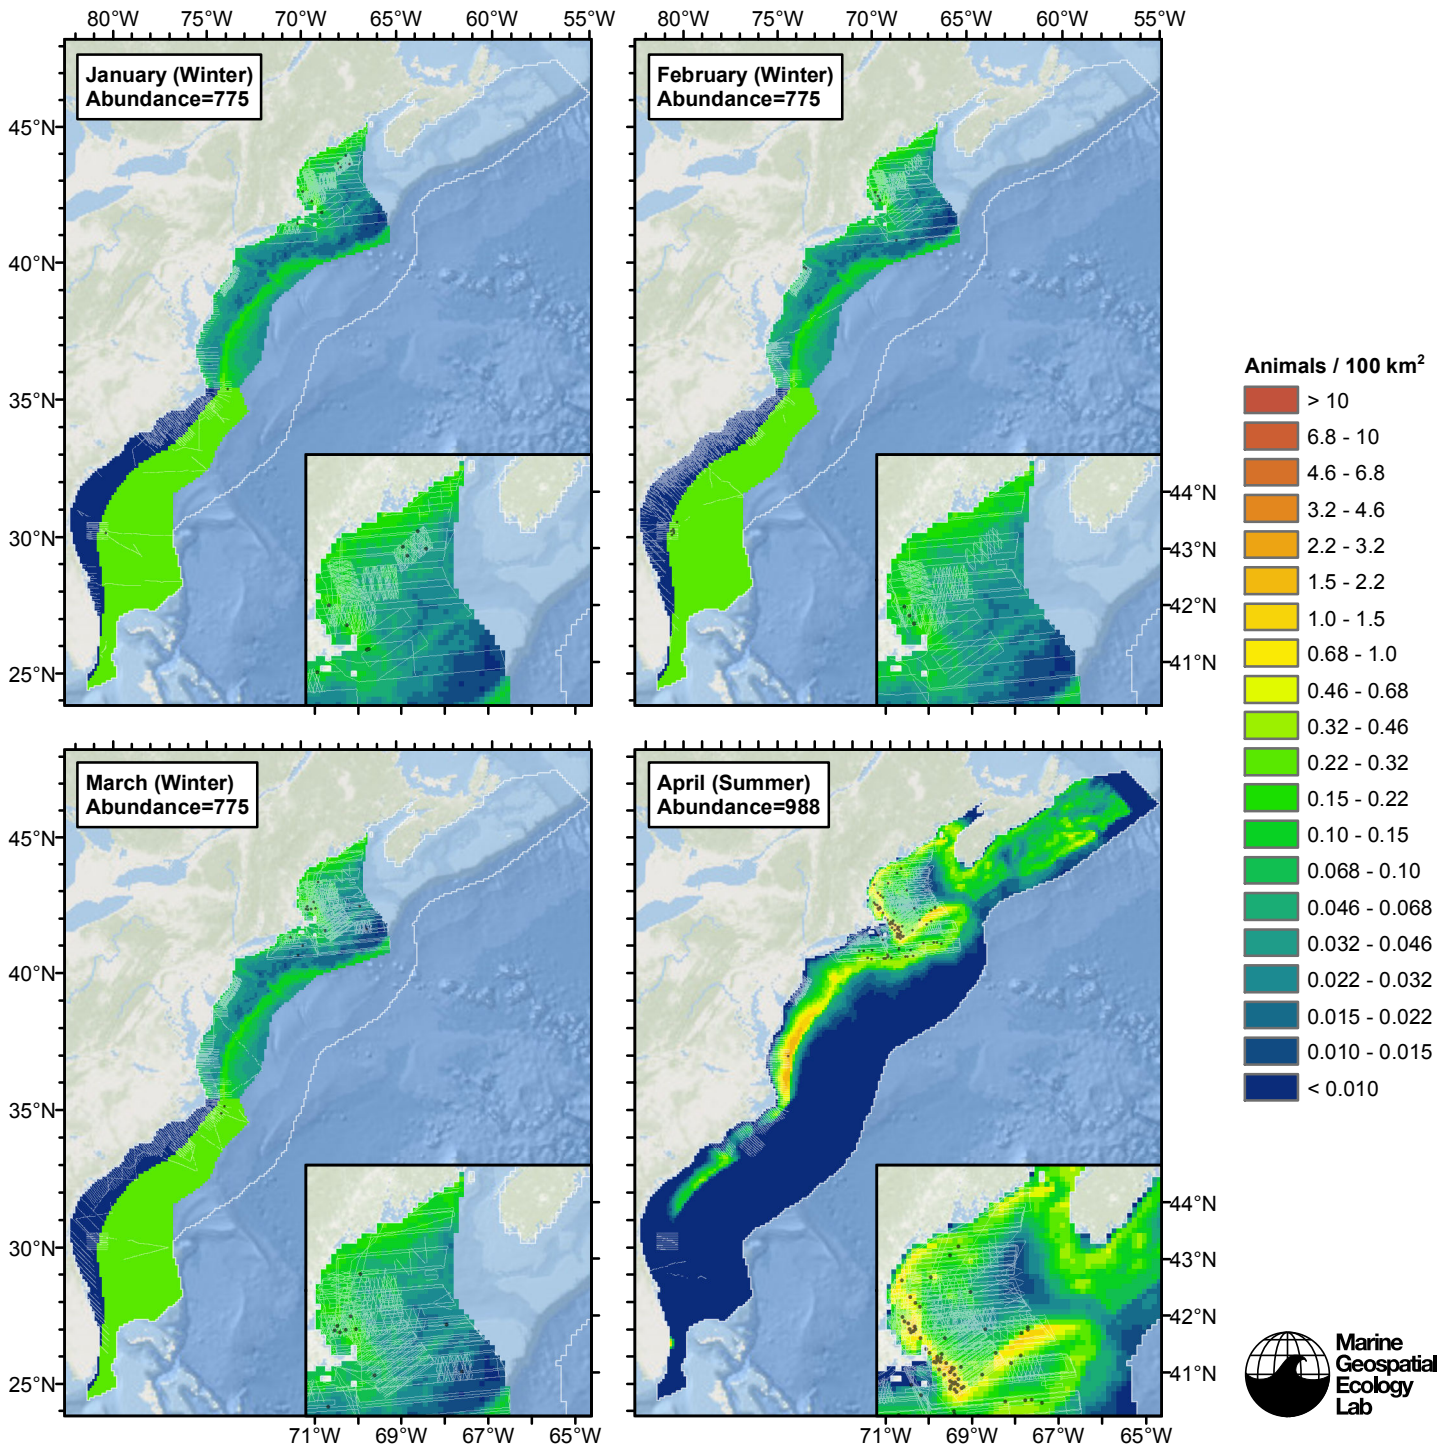 80°W 75°W 70°W 65°W 60°W 55°W
80°W 75°W 70°W 65°W 60°W 55°W
January (Winter)
Abundance=775
February (Winter)
Abundance=775
45°N
40°N
35°N
30°N
25°N
44°N
43°N
42°N
41°N
March (Winter)
Abundance=775
April (Summer)
Abundance=988
45°N
40°N
35°N
30°N
25°N
44°N
43°N
42°N
41°N
71°W 69°W 67°W 65°W
71°W 69°W 67°W 65°W
Animals / 100 km²
> 10
6.8 - 10
4.6 - 6.8
3.2 - 4.6
2.2 - 3.2
1.5 - 2.2
1.0 - 1.5
0.68 - 1.0
0.46 - 0.68
0.32 - 0.46
0.22 - 0.32
0.15 - 0.22
0.10 - 0.15
0.068 - 0.10
0.046 - 0.068
0.032 - 0.046
0.022 - 0.032
0.015 - 0.022
0.010 - 0.015
< 0.010
Marine
Geospatial
Ecology
Lab